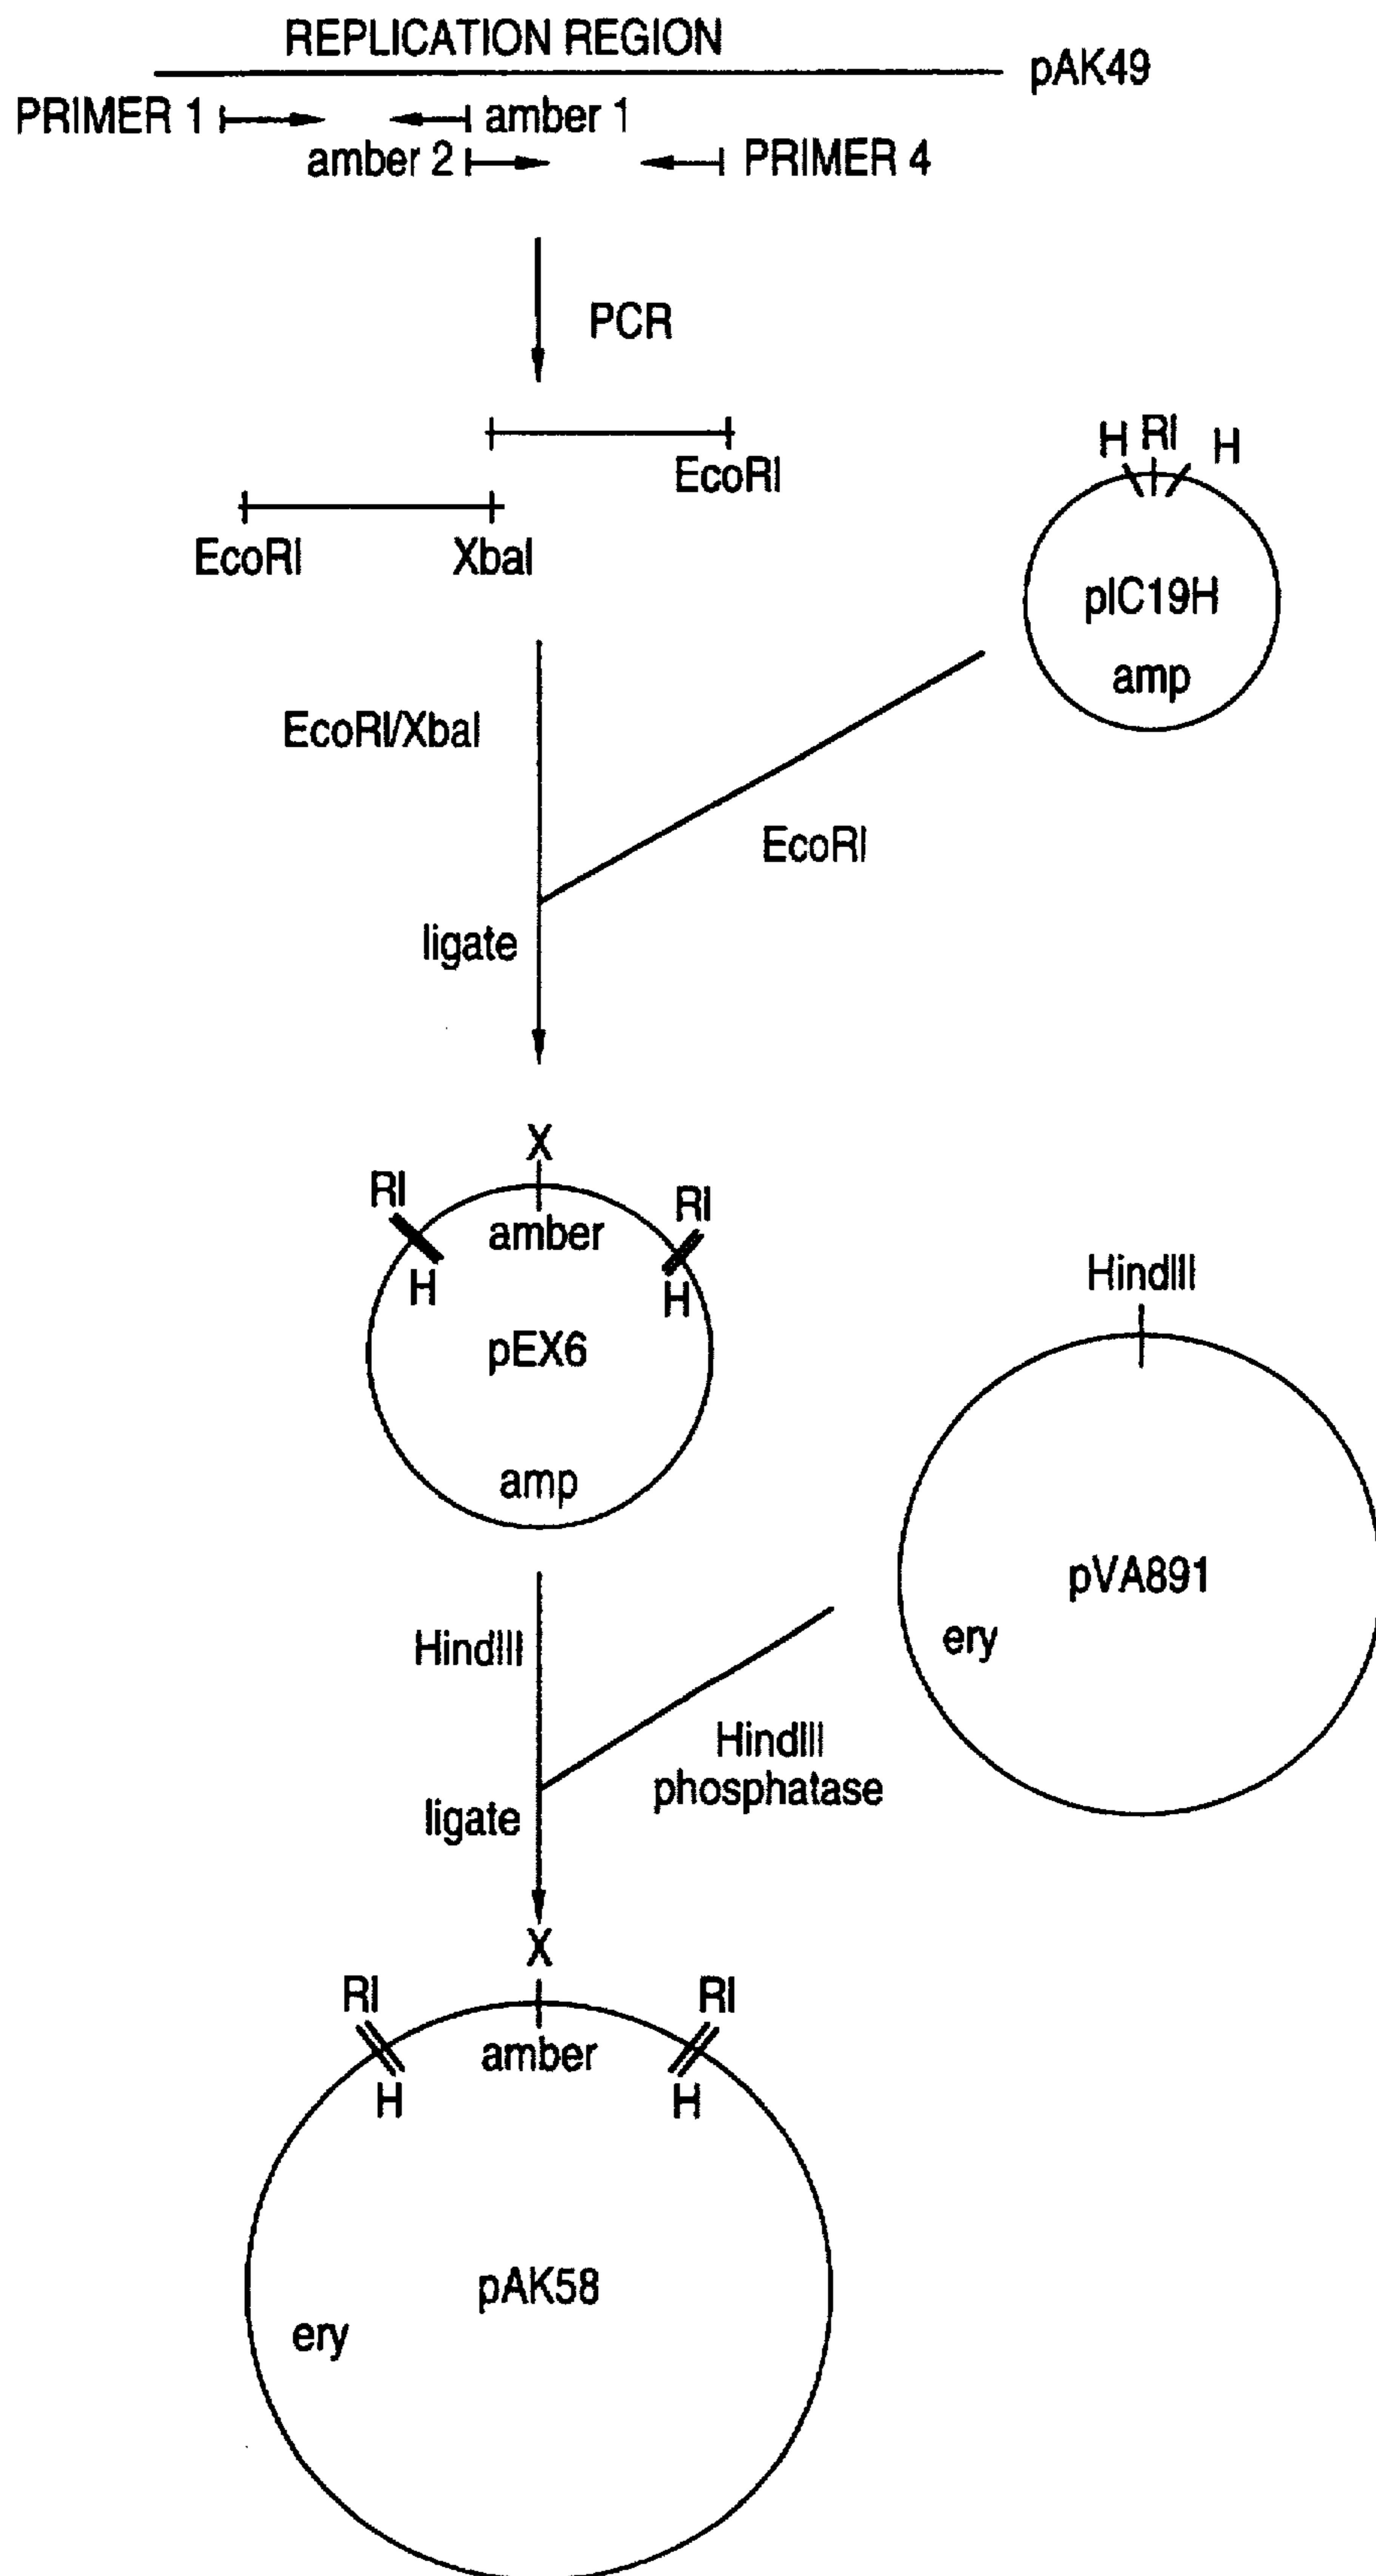 REPLICATION REGION
pAK49
PRIMER 1
amber 1
amber 2
PRIMER 4
PCR
EcoRI
EcoRI
XbaI
H RI H
pIC19H
amp
EcoRI/XbaI
EcoRI
ligate
X
RI
RI
amber
H
H
pEX6
amp
HindIII
pVA891
ery
HindIII
HindIII
phosphatase
ligate
X
RI
RI
amber
H
H
pAK58
ery